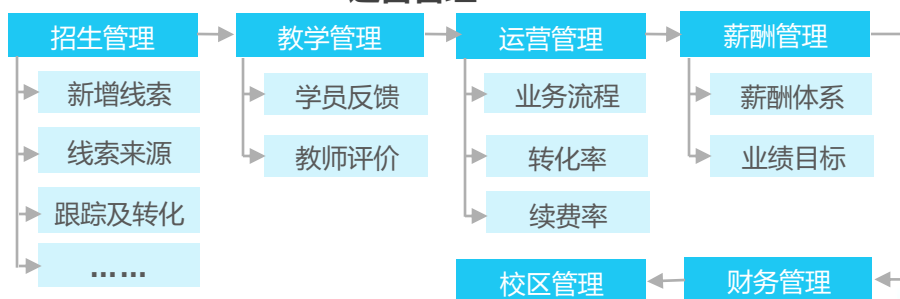 招生管理
教学管理
运营管理
薪酬管理
新增线索
学员反馈
业务流程
薪酬体系
线索来源
教师评价
转化率
业绩目标
跟踪及转化
续费率
……
校区管理
财务管理